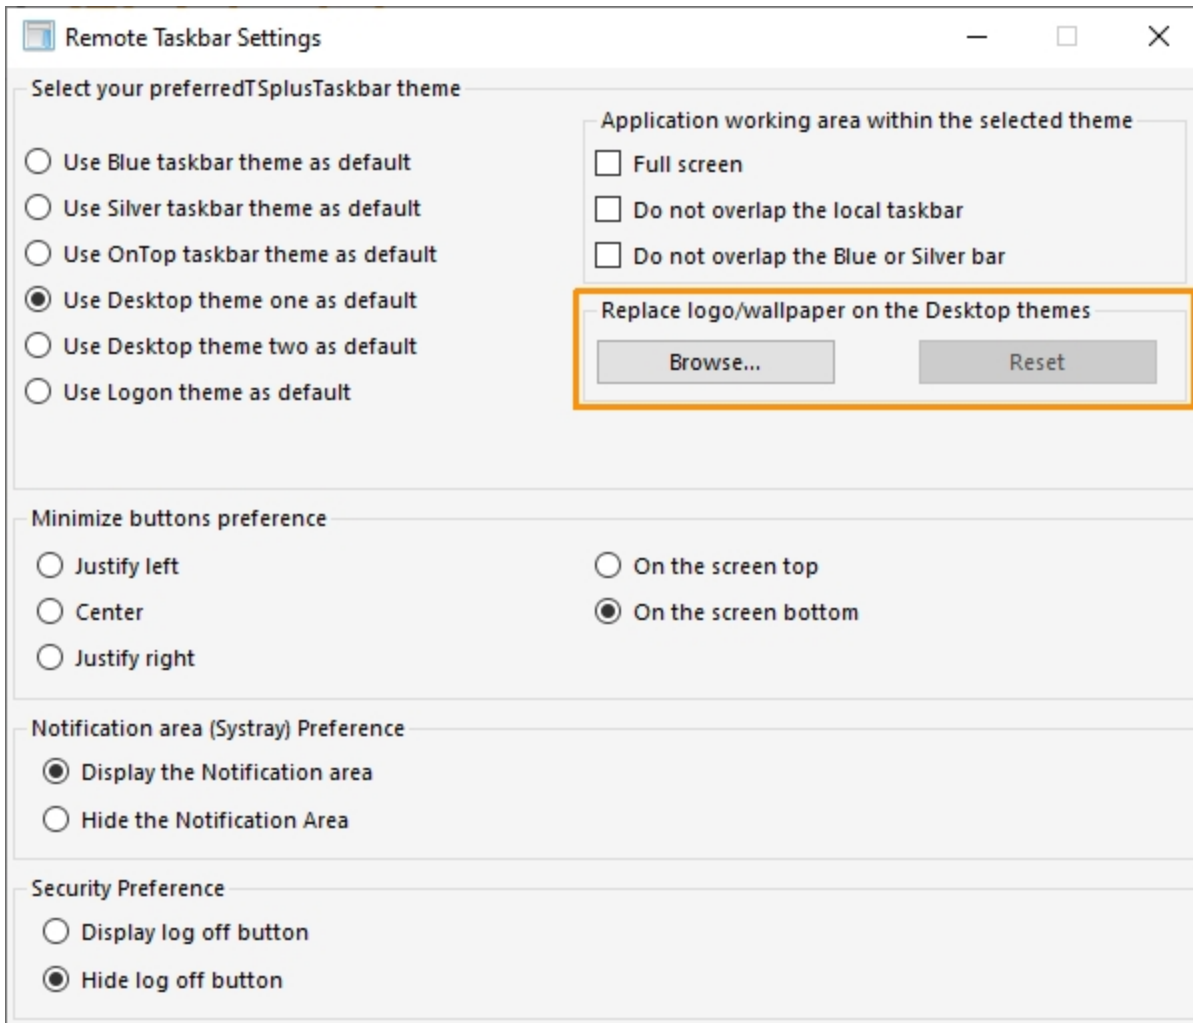 Remote Taskbar Settings
Select your preferredTSplusTaskbar theme
Use Blue taskbar theme as default
Use Silver taskbar theme as default
Use OnTop taskbar theme as default
Use Desktop theme one as default
Use Desktop theme two as default
Use Logon theme as default
Application working area within the selected theme
Full screen
Do not overlap the local taskbar
Do not overlap the Blue or Silver bar
Replace logo/wallpaper on the Desktop themes
Browse...
Reset
Minimize buttons preference
Justify left
Center
Justify right
On the screen top
On the screen bottom
Notification area (Systray) Preference
Display the Notification area
Hide the Notification Area
Security Preference
Display log off button
Hide log off button